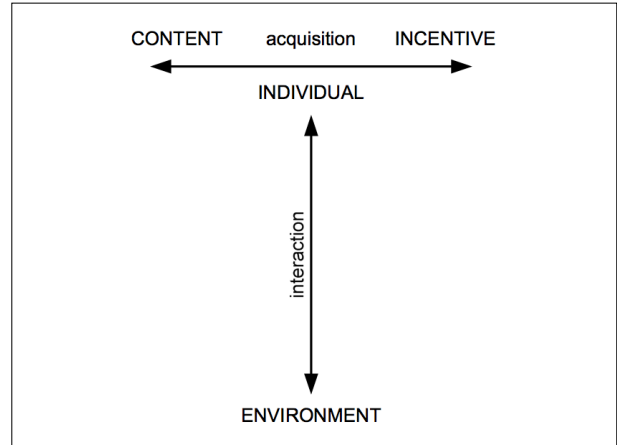 CONTENT acquisition INCENTIVE
INDIVIDUAL
interaction
ENVIRONMENT